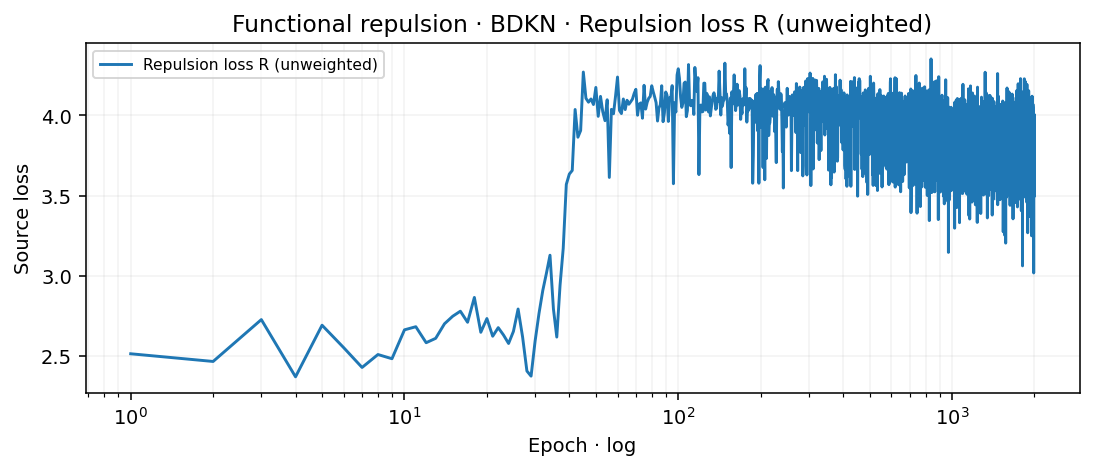 Functional repulsion · BDKN · Repulsion loss R (unweighted)
Repulsion loss R (unweighted)
4.0
3.5
3.0
2.5
Source loss
10⁰ 10¹ 10² 10³
Epoch · log